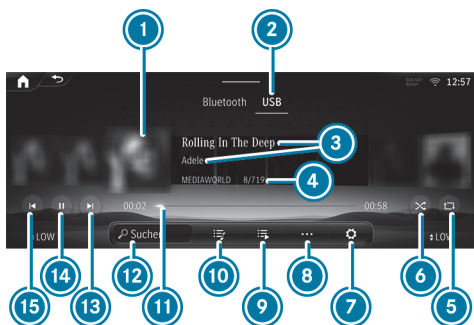 1
2
12:57
Bluetooth USB
Rolling In The Deep
3
Adele
MEDIAWORLD 8/719
4
00:02 00:58
LOW Suchen LOW
15 14 13 12 11 10 9 8 7 6 5